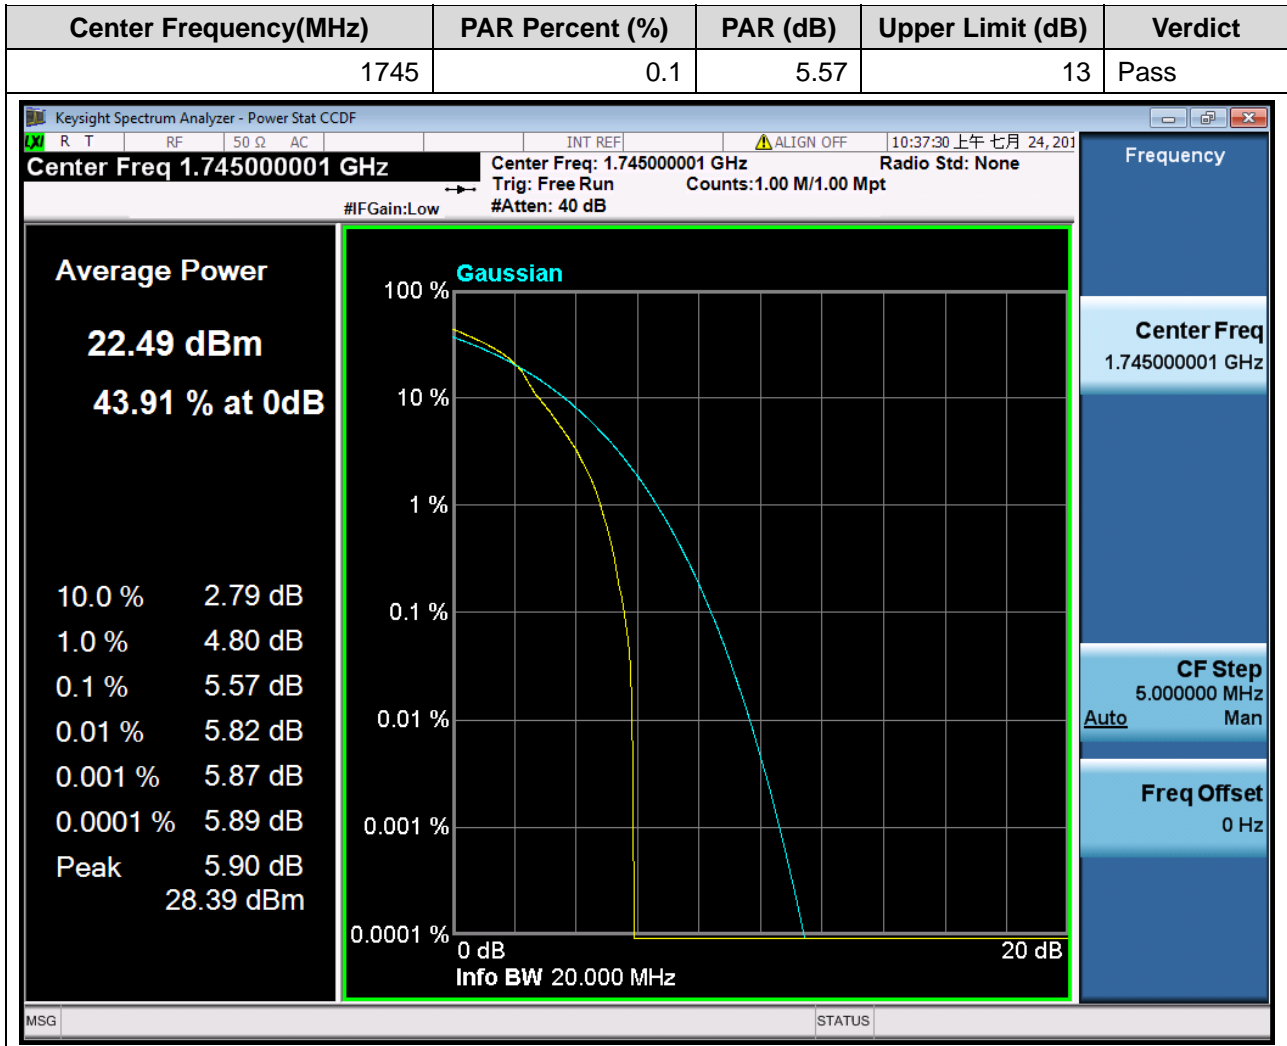 Center Frequency(MHz) PAR Percent (%) PAR (dB) Upper Limit (dB) Verdict
1745 0.1 5.57 13 Pass
Keysight Spectrum Analyzer - Power Stat CCDF
LXI R T RF 50 Ω AC INT REF ALIGN OFF 10:37:30 上午 七月 24, 201
Center Freq 1.745000001 GHz
#IFGain:Low
Center Freq: 1.745000001 GHz Radio Std: None
Trig: Free Run Counts:1.00 M/1.00 Mpt
#Atten: 40 dB
Average Power
22.49 dBm
43.91 % at 0dB
10.0 % 2.79 dB
1.0 % 4.80 dB
0.1 % 5.57 dB
0.01 % 5.82 dB
0.001 % 5.87 dB
0.0001 % 5.89 dB
Peak 5.90 dB
28.39 dBm
Gaussian
100 %
10 %
1 %
0.1 %
0.01 %
0.001 %
0.0001 %
0 dB 20 dB
Info BW 20.000 MHz
Frequency
Center Freq
1.745000001 GHz
CF Step
5.000000 MHz
Auto Man
Freq Offset
0 Hz
MSG STATUS